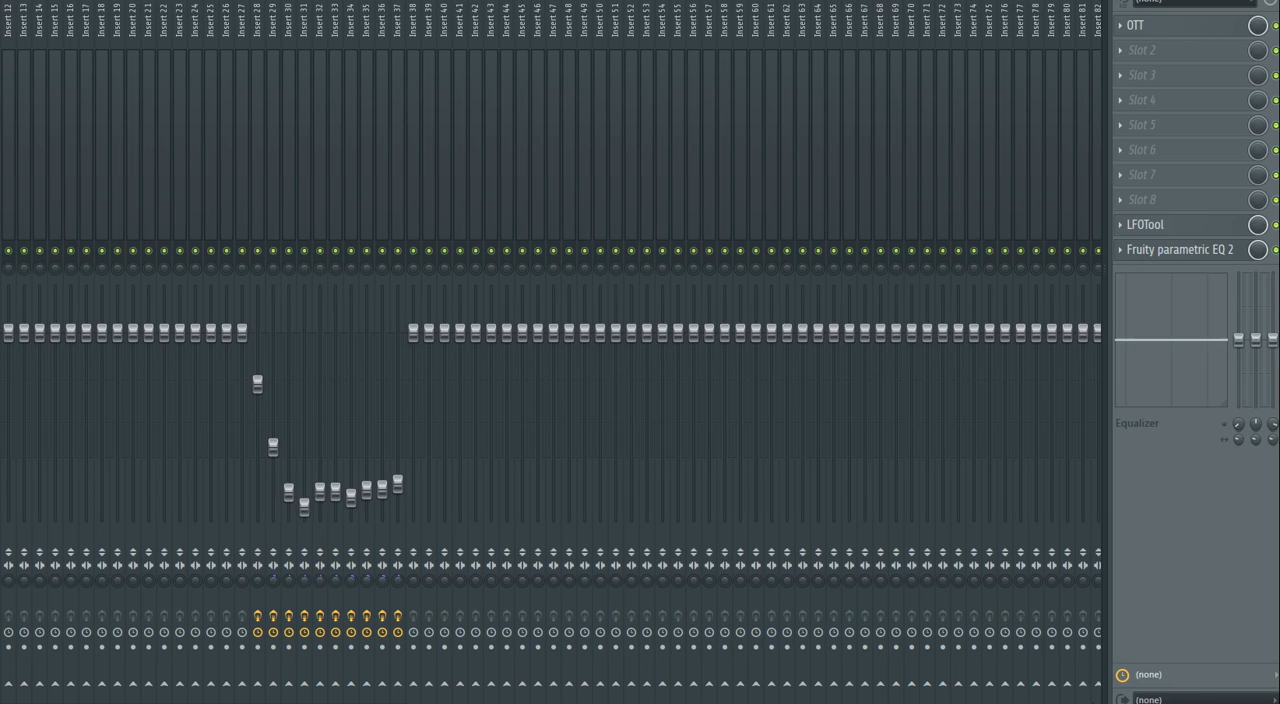 Insert 12
Insert 13
Insert 14
Insert 15
Insert 16
Insert 17
Insert 18
Insert 19
Insert 20
Insert 21
Insert 22
Insert 23
Insert 24
Insert 25
Insert 26
Insert 27
Insert 28
Insert 29
Insert 30
Insert 31
Insert 32
Insert 33
Insert 34
Insert 35
Insert 36
Insert 37
Insert 38
Insert 39
Insert 40
Insert 41
Insert 42
Insert 43
Insert 44
Insert 45
Insert 46
Insert 47
Insert 48
Insert 49
Insert 50
Insert 51
Insert 52
Insert 53
Insert 54
Insert 55
Insert 56
Insert 57
Insert 58
Insert 59
Insert 60
Insert 61
Insert 62
Insert 63
Insert 64
Insert 65
Insert 66
Insert 67
Insert 68
Insert 69
Insert 70
Insert 71
Insert 72
Insert 73
Insert 74
Insert 75
Insert 76
Insert 77
Insert 78
Insert 79
Insert 80
Insert 81
Insert 82
(none)
OTT
Slot 2
Slot 3
Slot 4
Slot 5
Slot 6
Slot 7
Slot 8
LFOTool
Fruity parametric EQ 2
Equalizer
(none)
(none)